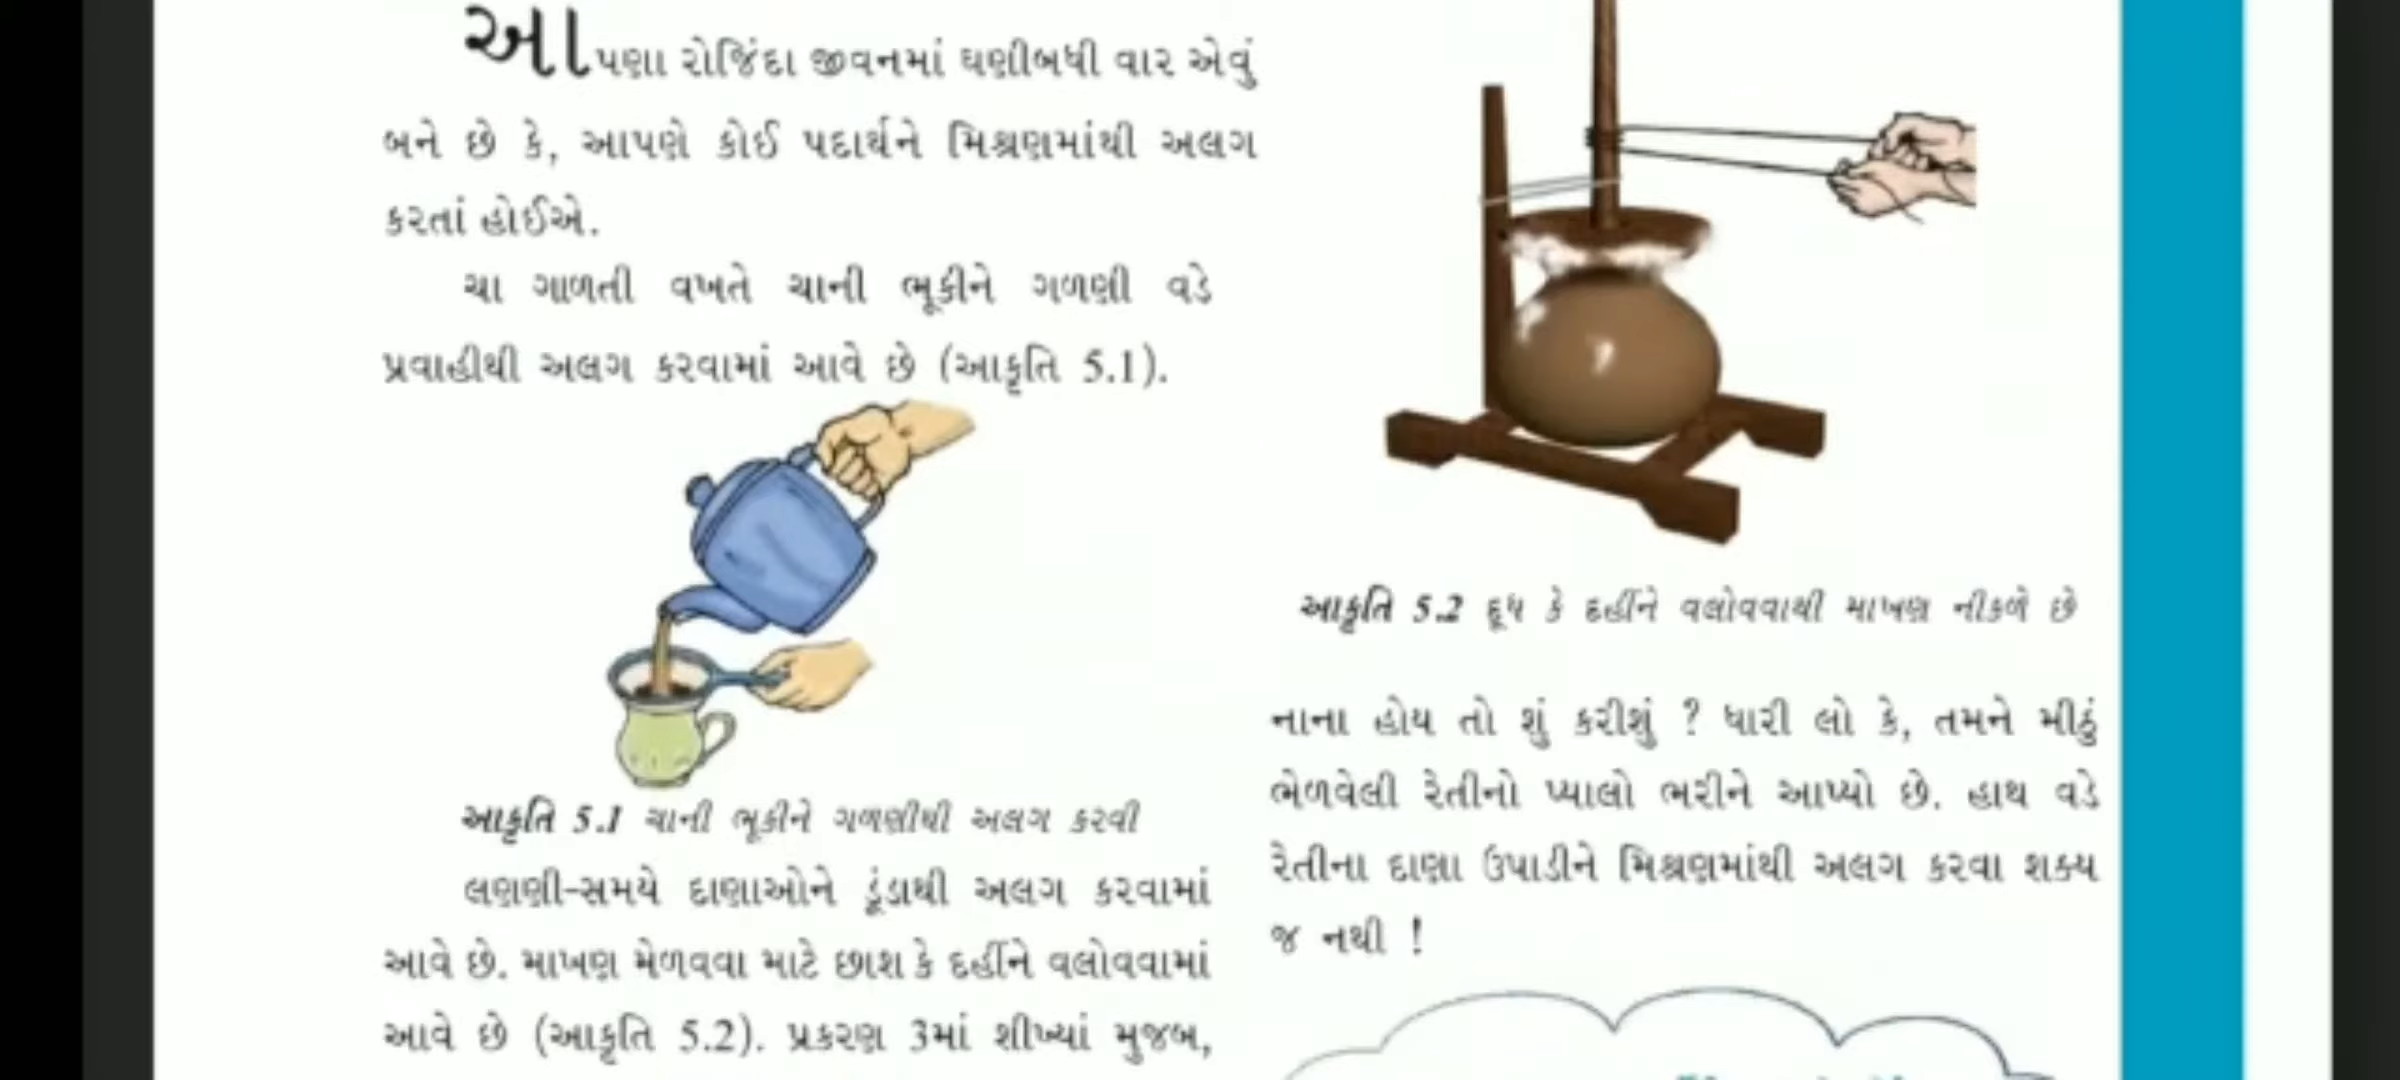 આપણા રોજિંદા જીવનમાં ઘણીબધી વાર એવું
બને છે કે, આપણે કોઈ પદાર્થને મિશ્રણમાંથી અલગ
કરતાં હોઈએ.
ચા ગાળતી વખતે ચાની ભૂકીને ગળણી વડે
પ્રવાહીથી અલગ કરવામાં આવે છે (આકૃતિ 5.1).
આકૃતિ 5.1 ચાની ભૂકીને ગળણીથી અલગ કરવી
લણણી-સમયે દાણાઓને ડૂંડાથી અલગ કરવામાં
આવે છે. માખણ મેળવવા માટે છાશ કે દહીંને વલોવવામાં
આવે છે (આકૃતિ 5.2). પ્રકરણ 3માં શીખ્યાં મુજબ,
આકૃતિ 5.2 દૂધ કે દહીંને વલોવવાથી માખણ નીકળે છે
નાના હોય તો શું કરીશું ? ધારી લો કે, તમને મીઠું
ભેળવેલી રેતીનો પ્યાલો ભરીને આપ્યો છે. હાથ વડે
રેતીના દાણા ઉપાડીને મિશ્રણમાંથી અલગ કરવા શક્ય
જ નથી !